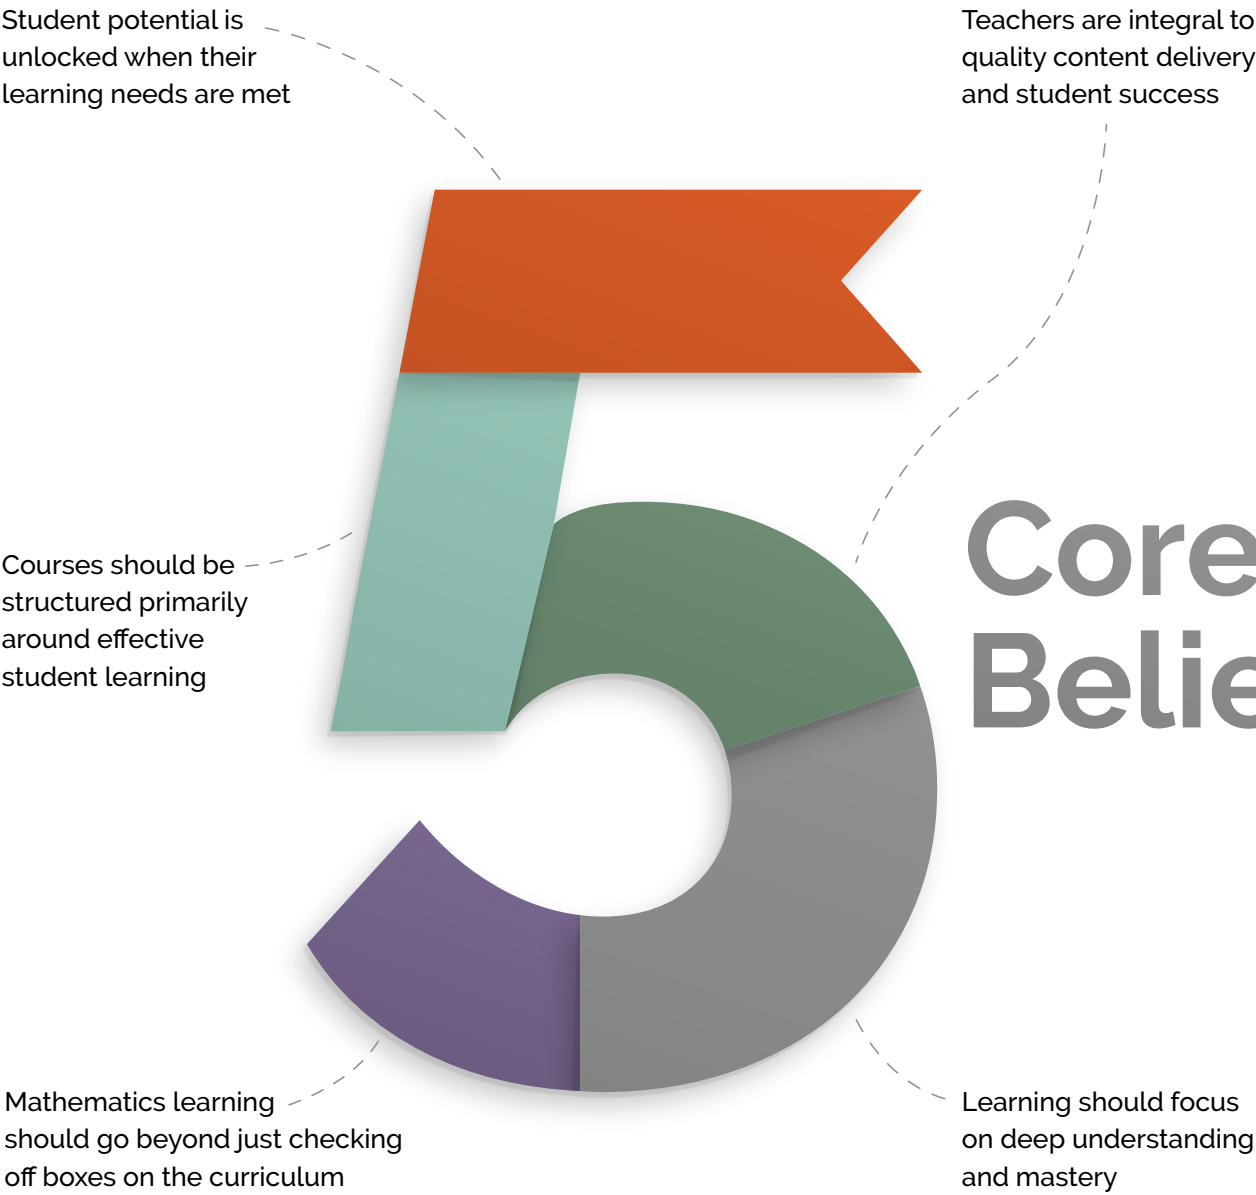 Student potential is
unlocked when their
learning needs are met
Teachers are integral to
quality content delivery
and student success
5
Core
Belie
Courses should be
structured primarily
around effective
student learning
Mathematics learning
should go beyond just checking
off boxes on the curriculum
Learning should focus
on deep understanding
and mastery